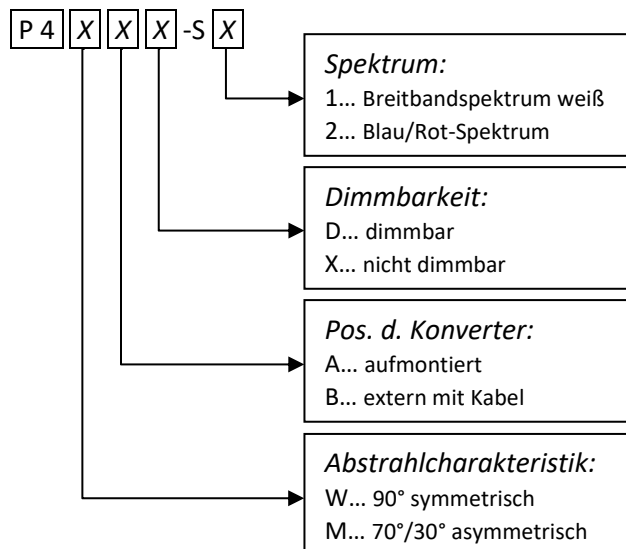 P 4 X X X -S X
Spektrum:
1... Breitbandspektrum weiß
2... Blau/Rot-Spektrum
Dimmbarkeit:
D... dimmbar
X... nicht dimmbar
Pos. d. Konverter:
A... aufmontiert
B... extern mit Kabel
Abstrahlcharakteristik:
W... 90° symmetrisch
M... 70°/30° asymmetrisch